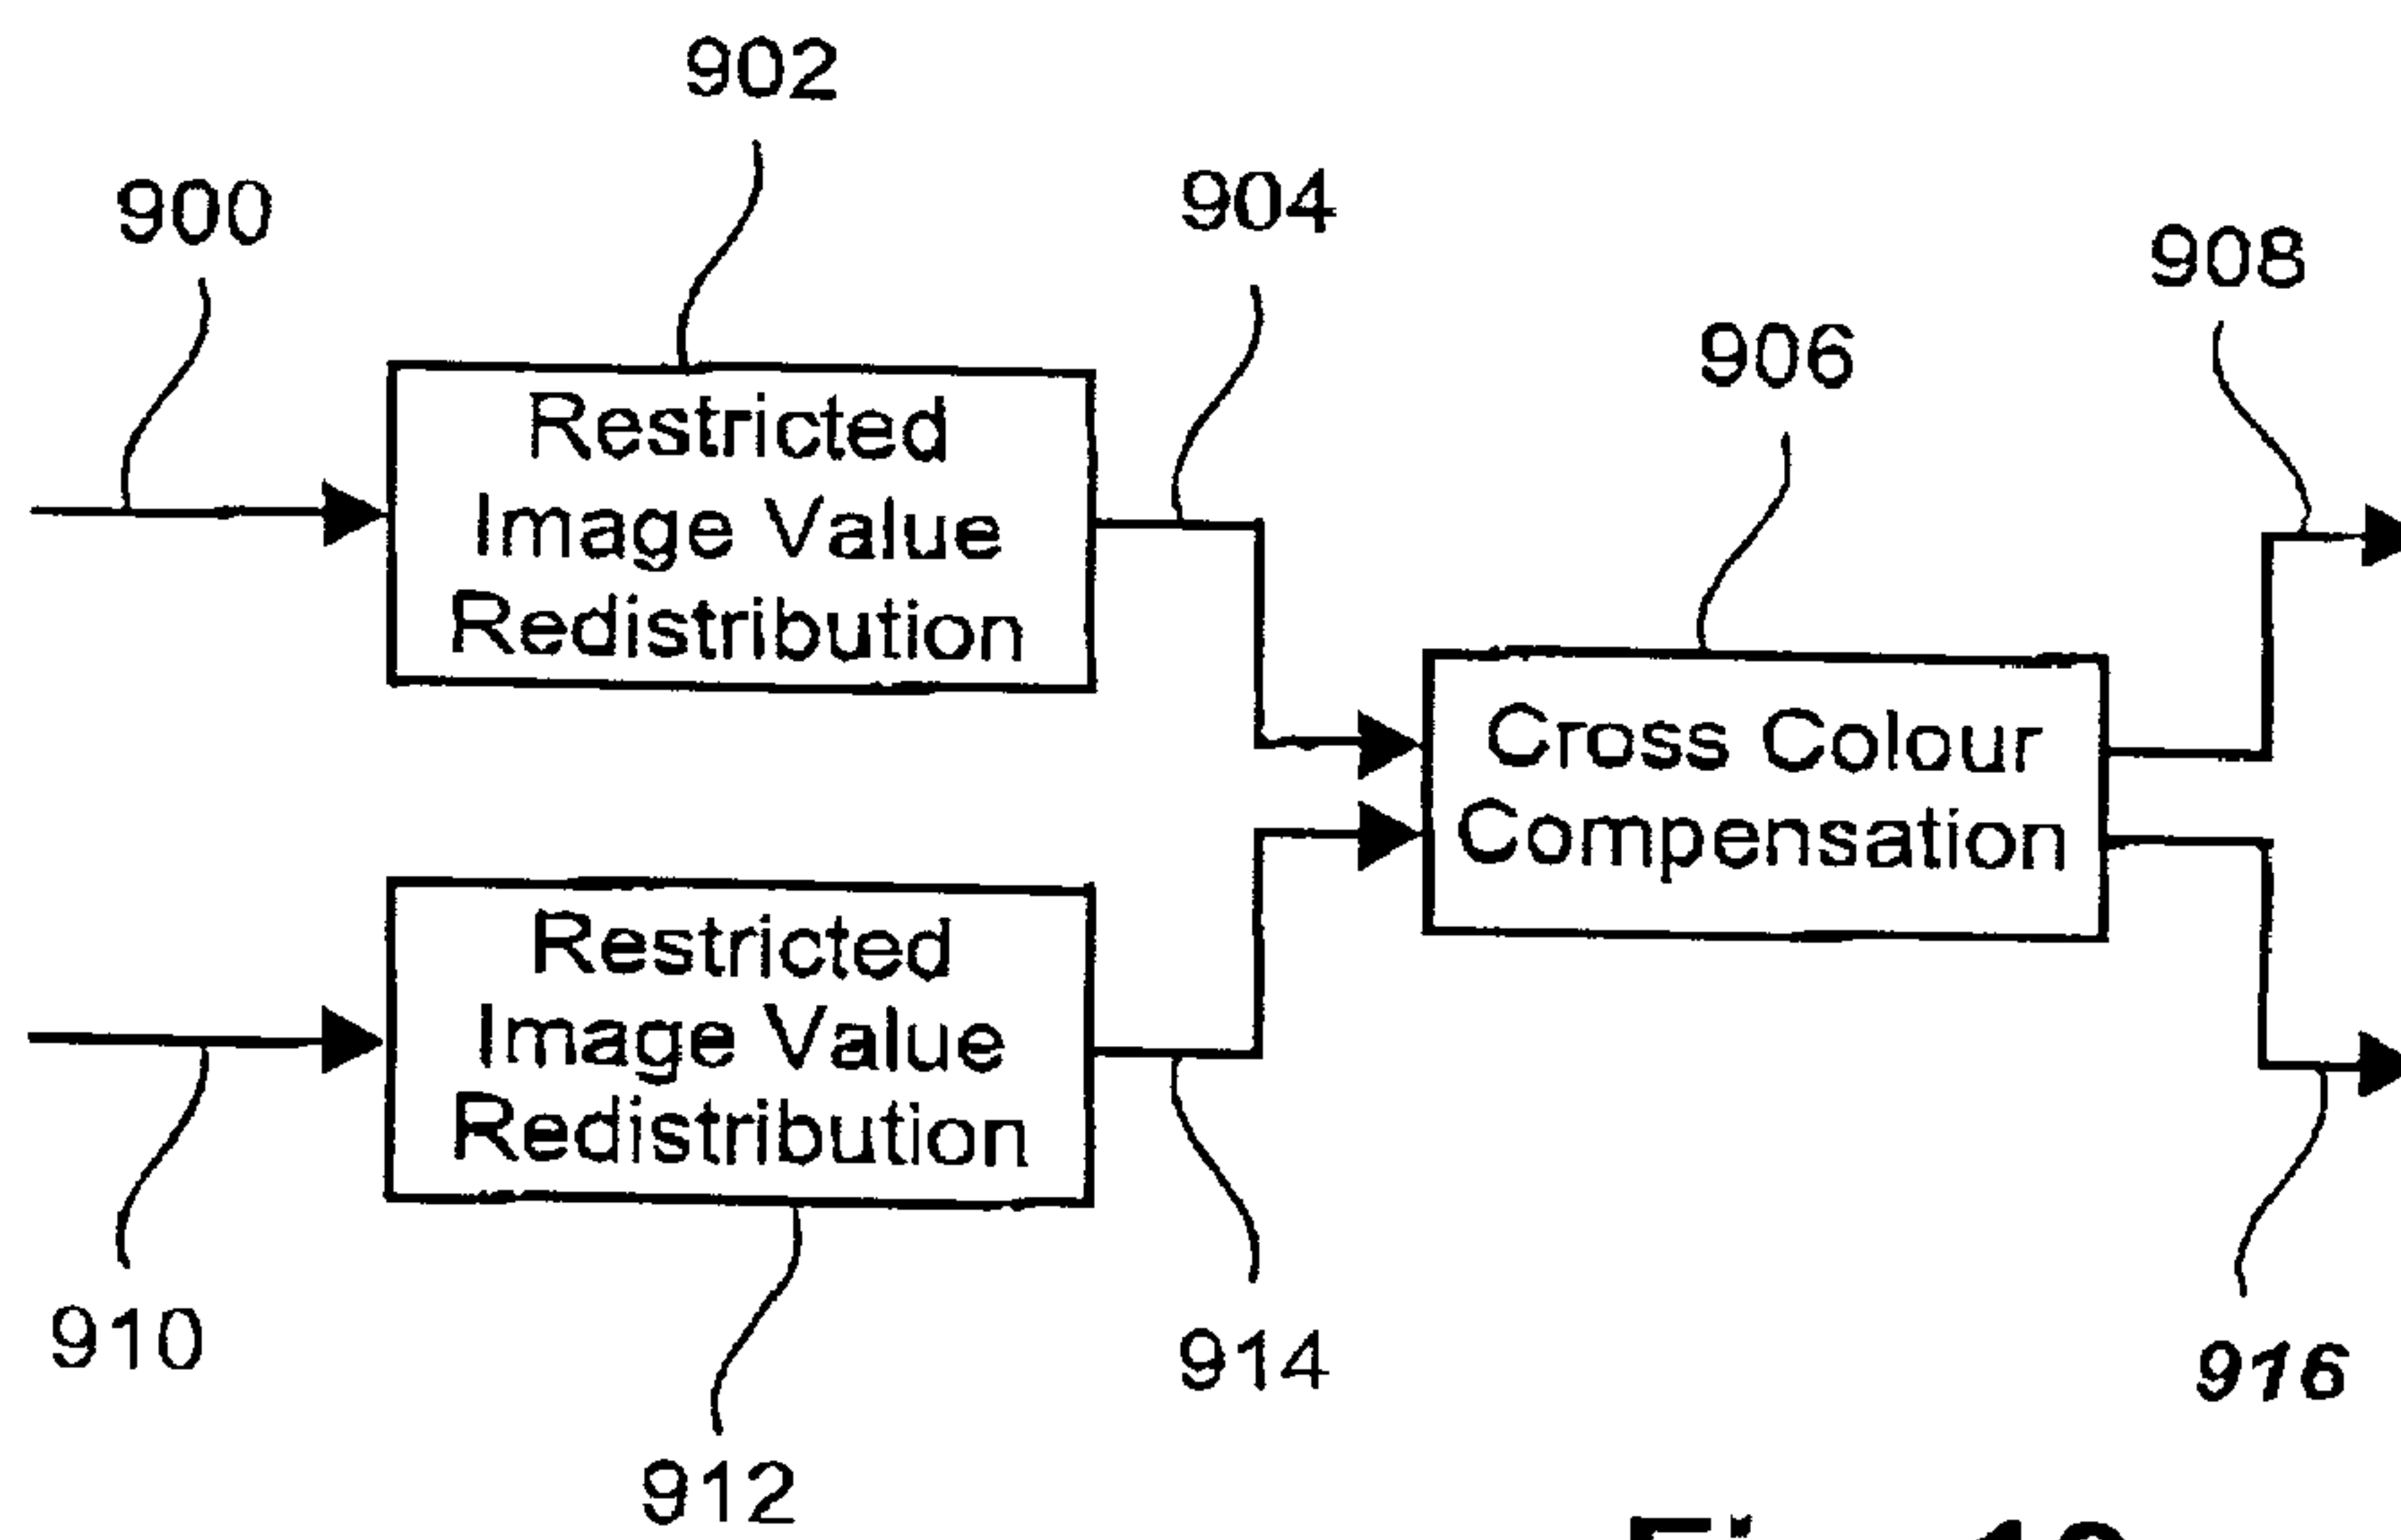 902
900
904
908
906
Restricted
Image Value
Redistribution
Cross Colour
Compensation
Restricted
Image Value
Redistribution
910
914
916
912